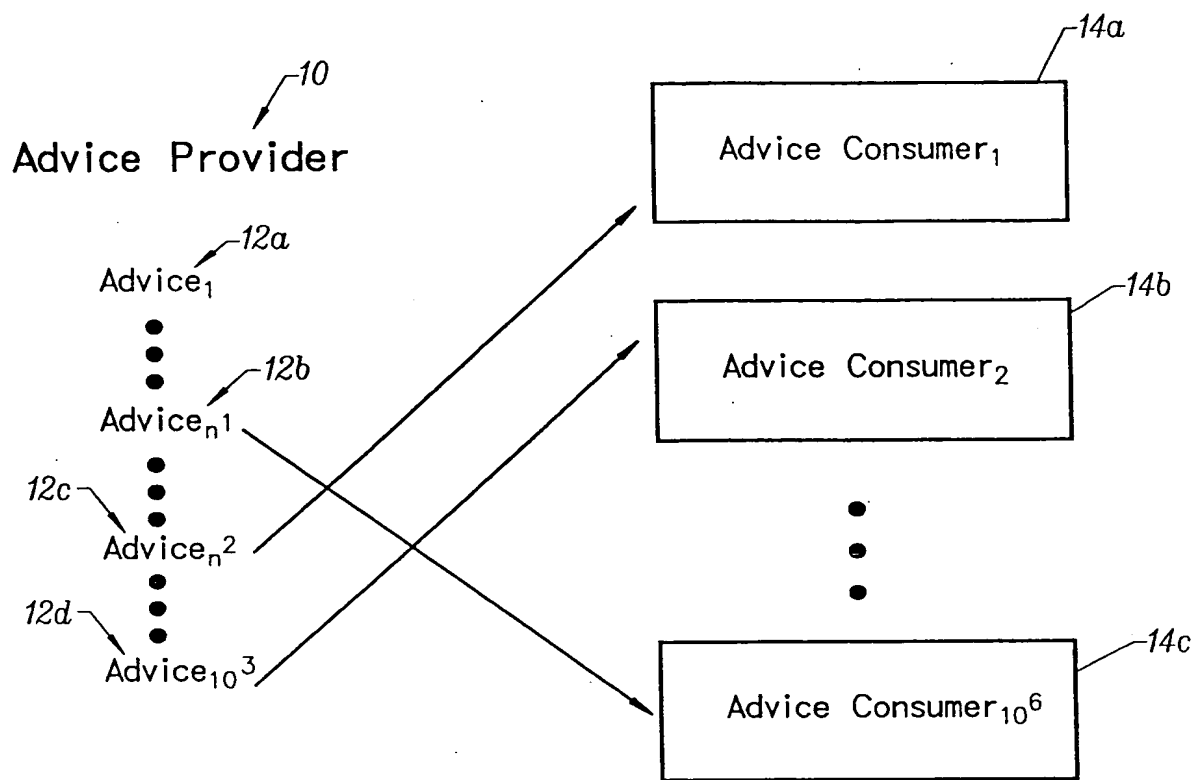 10
Advice Provider
12a
Advice₁
12b
Adviceₙ1
12c
Adviceₙ2
12d
Advice₁₀3
14a
Advice Consumer₁
14b
Advice Consumer₂
14c
Advice Consumer₁₀6